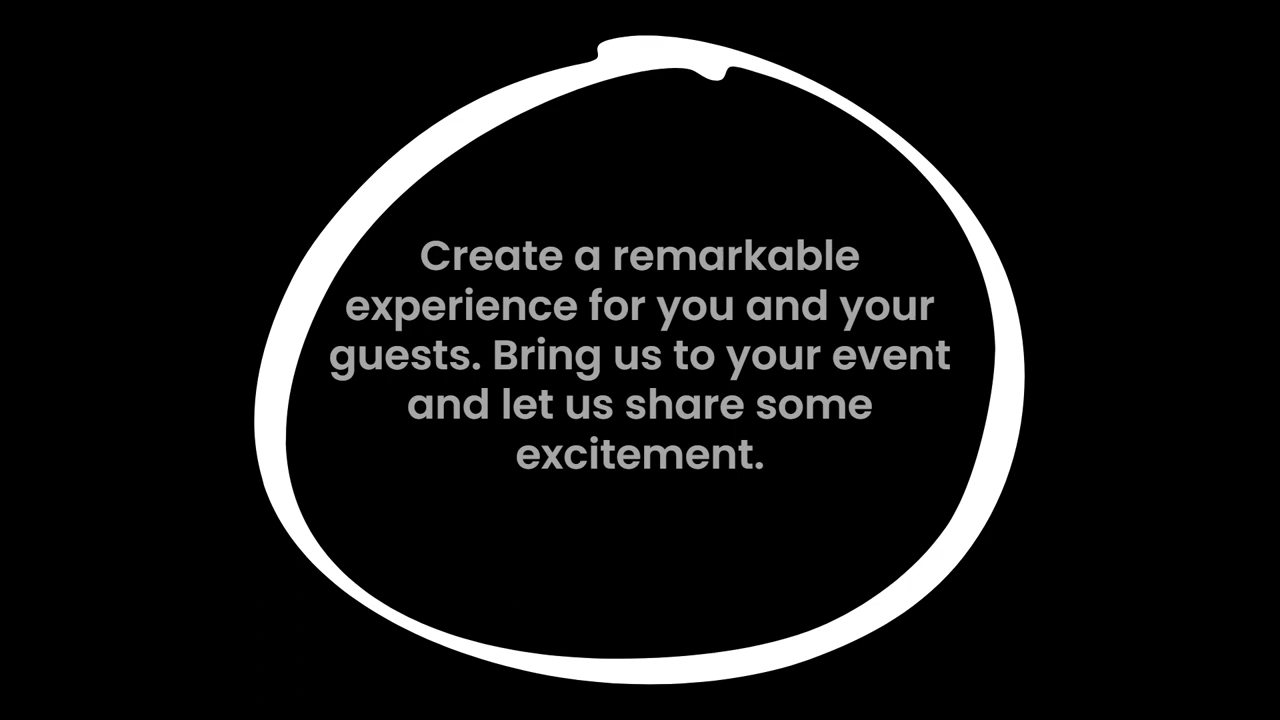 Create a remarkable
experience for you and your
guests. Bring us to your event
and let us share some
excitement.